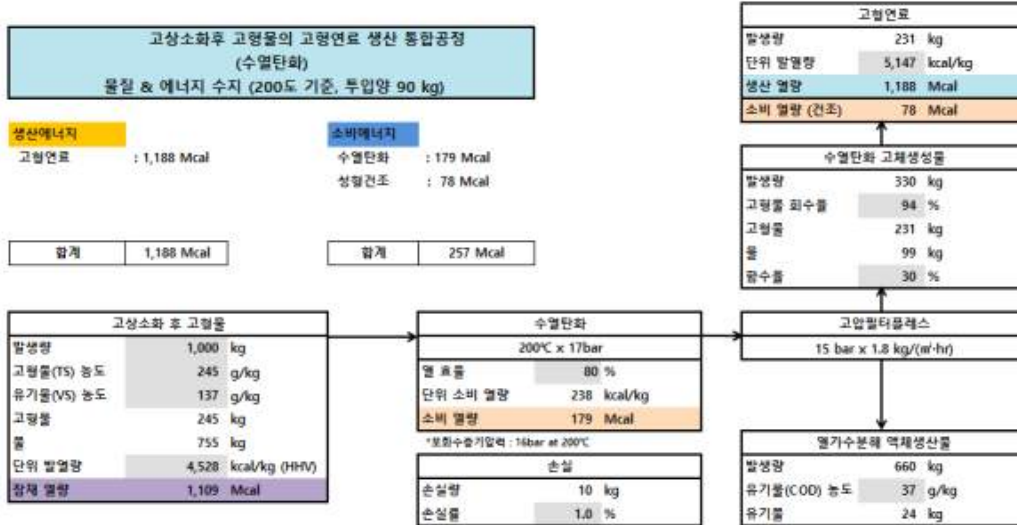 고상소화후 고형물의 고형연료 생산 통합공정
(수열탄화)
물질 & 에너지 수지 (200도 기준, 투입양 90 kg)
생산에너지
고형연료 : 1,188 Mcal
합계 1,188 Mcal
소비에너지
수열탄화 : 179 Mcal
성형건조 : 78 Mcal
합계 257 Mcal
고형연료
발생량 231 kg
단위 발열량 5,147 kcal/kg
생산 열량 1,188 Mcal
소비 열량 (건조) 78 Mcal
수열탄화 고체생성물
발생량 330 kg
고형물 회수율 94 %
고형물 231 kg
물 99 kg
함수율 30 %
고상소화 후 고형물
발생량 1,000 kg
고형물(TS) 농도 245 g/kg
유기물(VS) 농도 137 g/kg
고형물 245 kg
물 755 kg
단위 발열량 4,528 kcal/kg (HHV)
잠재 열량 1,109 Mcal
수열탄화
200℃ x 17bar
열 효율 80 %
단위 소비 열량 238 kcal/kg
소비 열량 179 Mcal
*포화수증기압력 : 16bar at 200℃
손실
손실량 10 kg
손실률 1.0 %
고압필터프레스
15 bar x 1.8 kg/(㎡·hr)
열가수분해 액체생산물
발생량 660 kg
유기물(COD) 농도 37 g/kg
유기물 24 kg